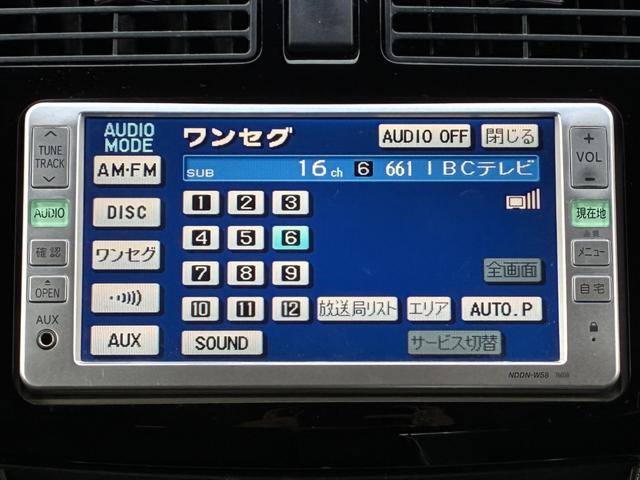 AUDIO MODE
ワンセグ
AUDIO OFF
閉じる
SUB
16ch 6 661 IBCテレビ
AM・FM
DISC
ワンセグ
AUX
1 2 3
4 5 6
7 8 9
10 11 12
全画面
放送局リスト
エリア
AUTO.P
SOUND
サービス切替
TUNE
TRACK
AUDIO
確認
OPEN
AUX
+
VOL
-
現在地
メニュー
自宅
NDDN-W58